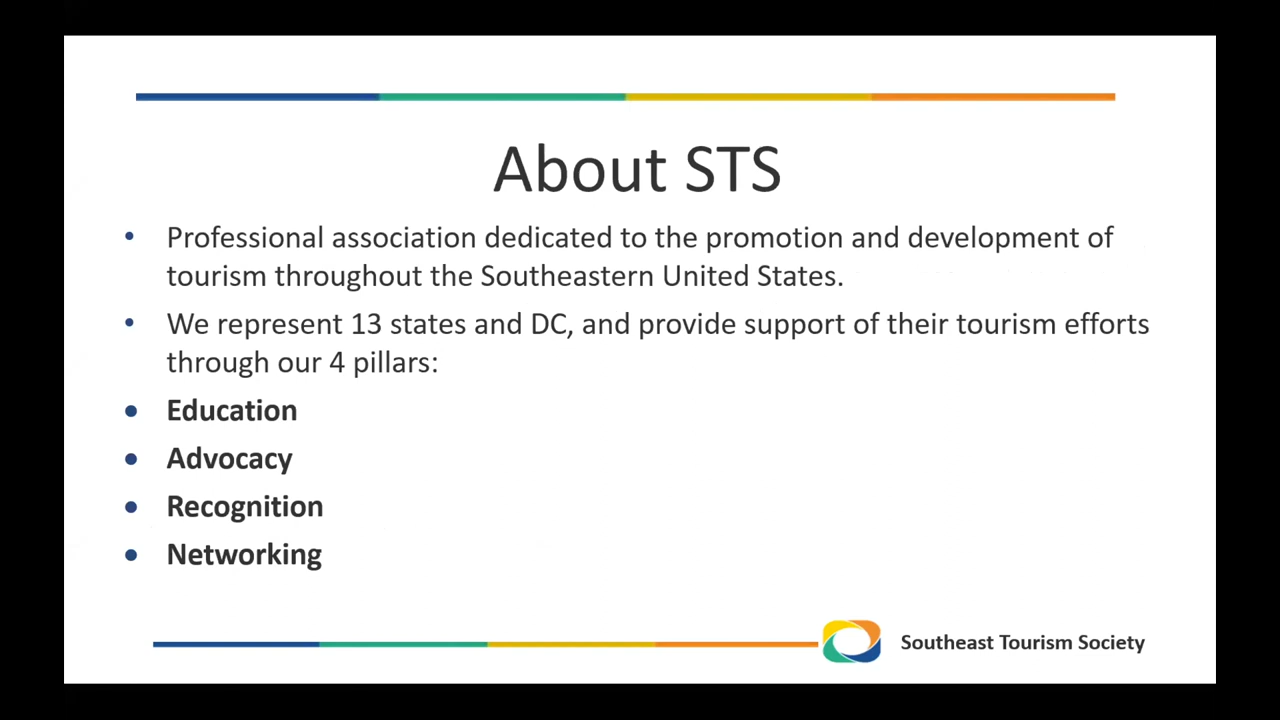 About STS
• Professional association dedicated to the promotion and development of
tourism throughout the Southeastern United States.
• We represent 13 states and DC, and provide support of their tourism efforts
through our 4 pillars:
• Education
• Advocacy
• Recognition
• Networking
Southeast Tourism Society